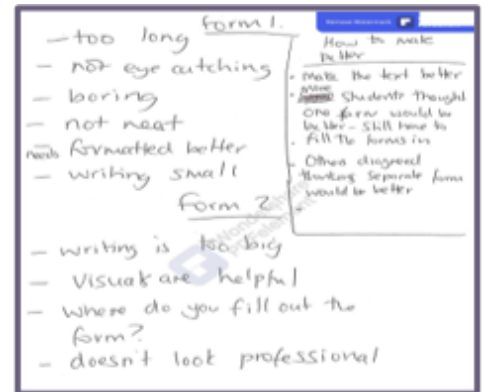 Form 1.
- too long
- not eye catching
- boring
- not neat
needs formatted better
- writing small
Form 2
- writing is too big
- Visuals are helpful
- where do you fill out the
form?
- doesn't look professional
How to make
better
• Make the text better
• Students thought
one form would be
better - still have to
fill the forms in
• Others disagreed
thinking separate forms
would be better
Wondershare
PDFelement